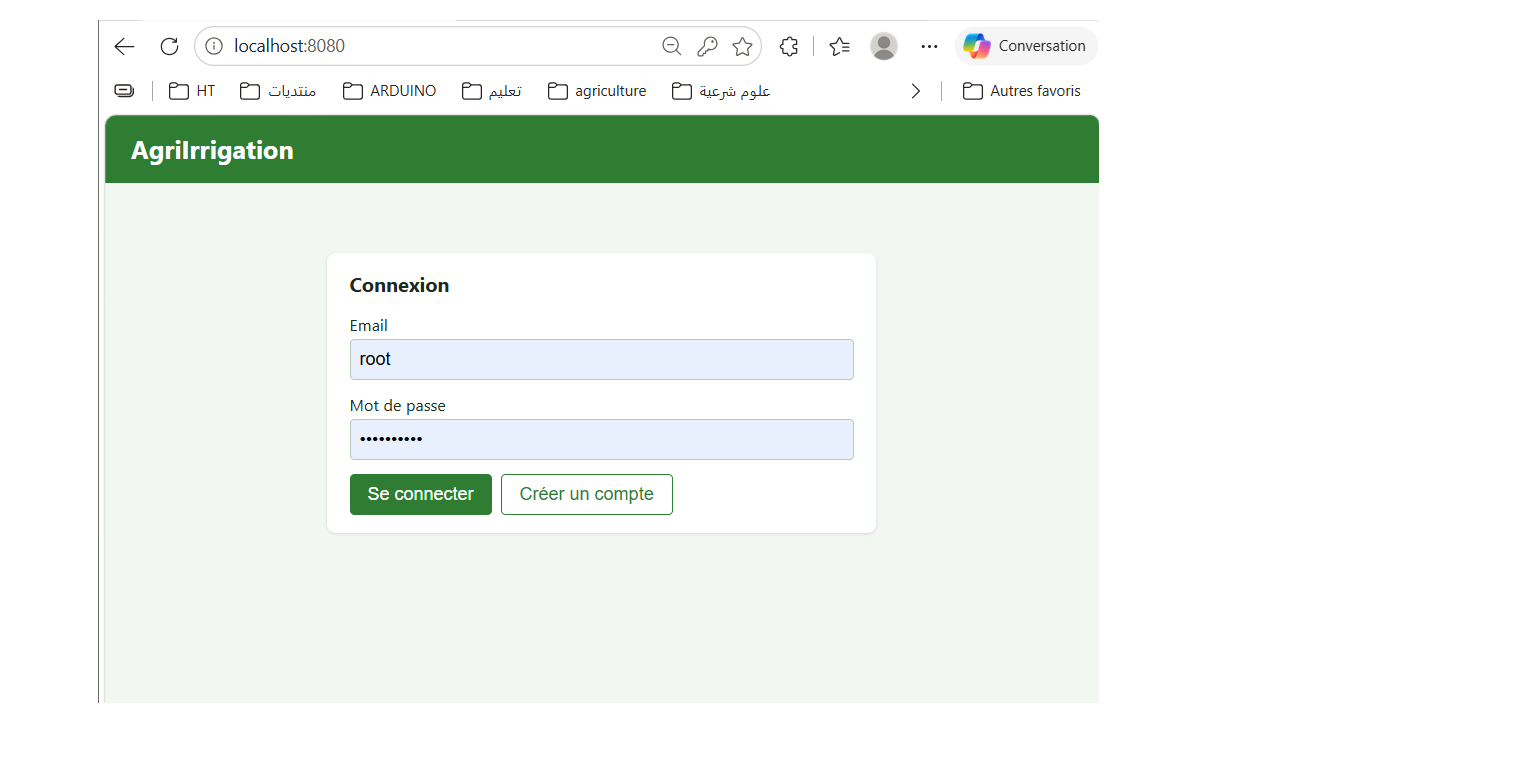 localhost:8080
Conversation
HT منتديات ARDUINO تعليم agriculture علوم شرعية Autres favoris
AgriIrrigation
Connexion
Email
root
Mot de passe
••••••••••
Se connecter Créer un compte